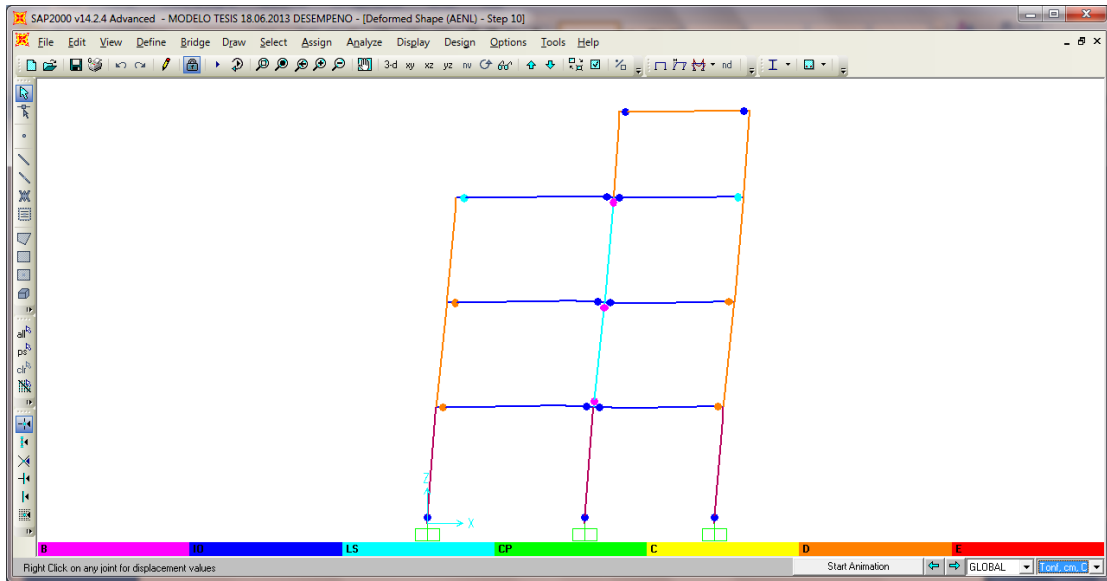 SAP2000 v14.2.4 Advanced - MODELO TESIS 18.06.2013 DESEMPENO - [Deformed Shape (AENL) - Step 10]
File Edit View Define Bridge Draw Select Assign Analyze Display Design Options Tools Help
3-d xy xz yz nv nd
all
ps
clr
Z
X
B IO LS CP C D E
Right Click on any joint for displacement values
Start Animation
GLOBAL
Tonf, cm, C